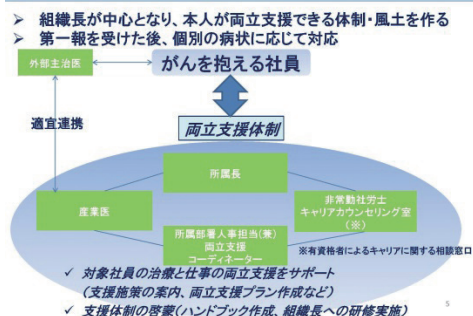 ➢ 組織長が中心となり、本人が両立支援できる体制・風土を作る
➢ 第一報を受けた後、個別の病状に応じて対応
外部主治医
がんを抱える社員
適宜連携
両立支援体制
所属長
産業医
非常勤社労士
キャリアカウンセリング室
(※)
所属部署人事担当(兼)
両立支援
コーディネーター
※有資格者によるキャリアに関する相談窓口
✓ 対象社員の治療と仕事の両立支援をサポート
(支援施策の案内、両立支援プラン作成など)
✓ 支援体制の啓蒙(ハンドブック作成、組織長への研修実施)
5